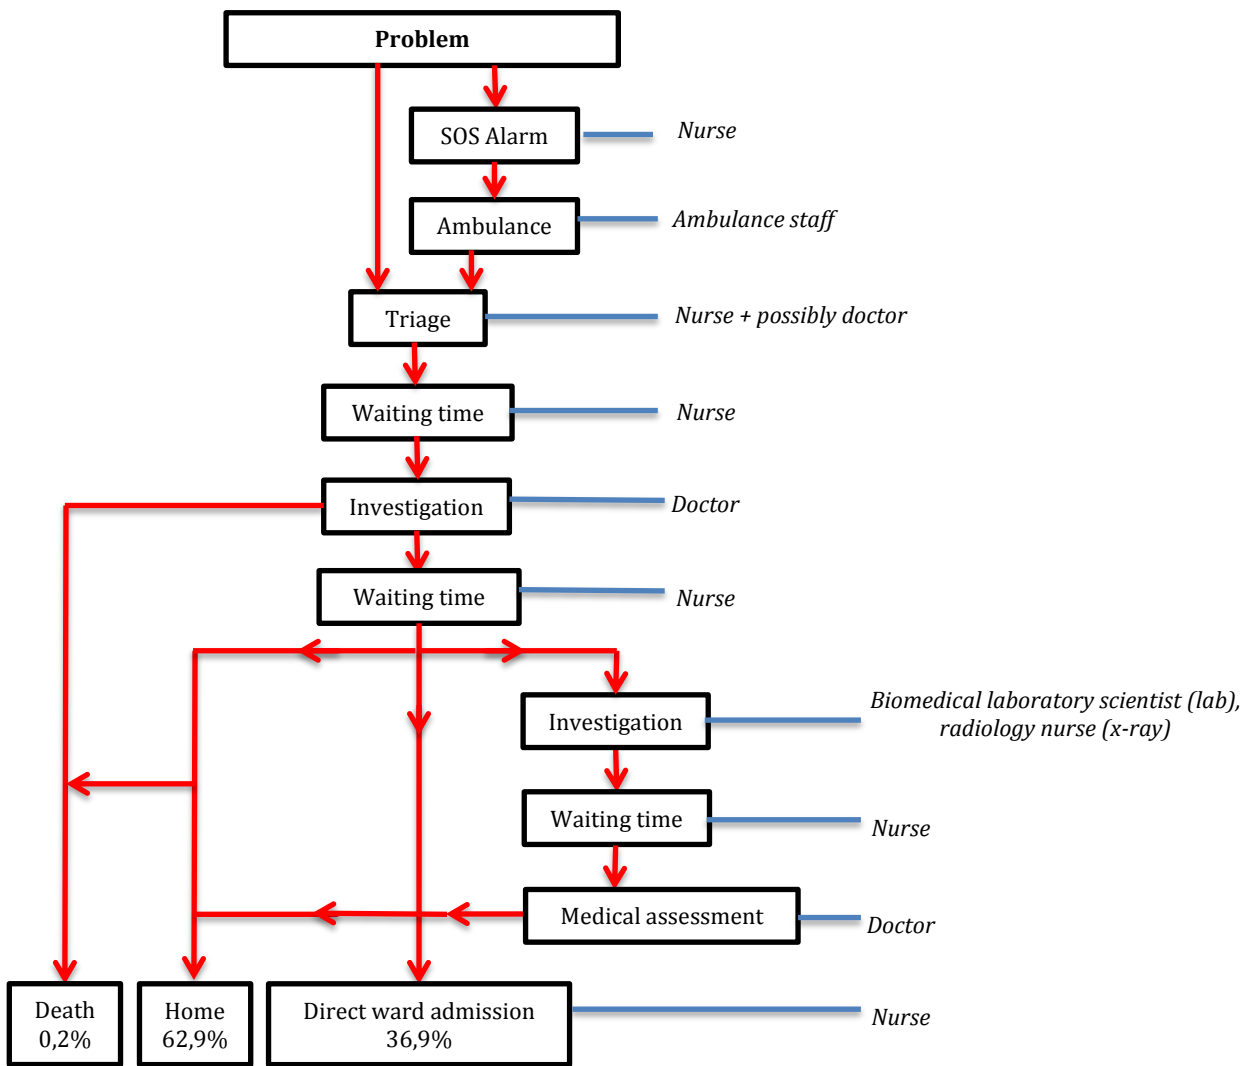 Problem
SOS Alarm
Nurse
Ambulance
Ambulance staff
Triage
Nurse + possibly doctor
Waiting time
Nurse
Investigation
Doctor
Waiting time
Nurse
Investigation
Biomedical laboratory scientist (lab),
radiology nurse (x-ray)
Waiting time
Nurse
Medical assessment
Doctor
Death
0,2%
Home
62,9%
Direct ward admission
36,9%
Nurse